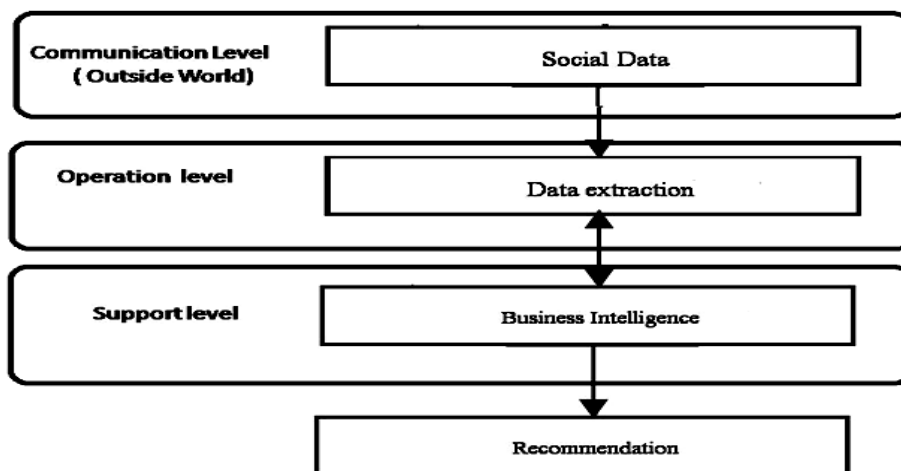 Communication Level
( Outside World)
Social Data
Operation level
Data extraction
Support level
Business Intelligence
Recommendation